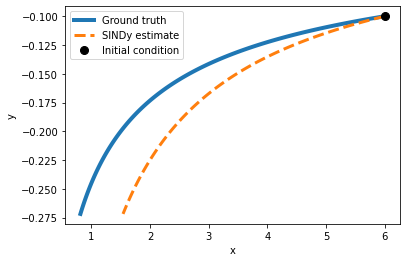 Ground truth
SINDy estimate
Initial condition
y
−0.100
−0.125
−0.150
−0.175
−0.200
−0.225
−0.250
−0.275
1 2 3 4 5 6
x